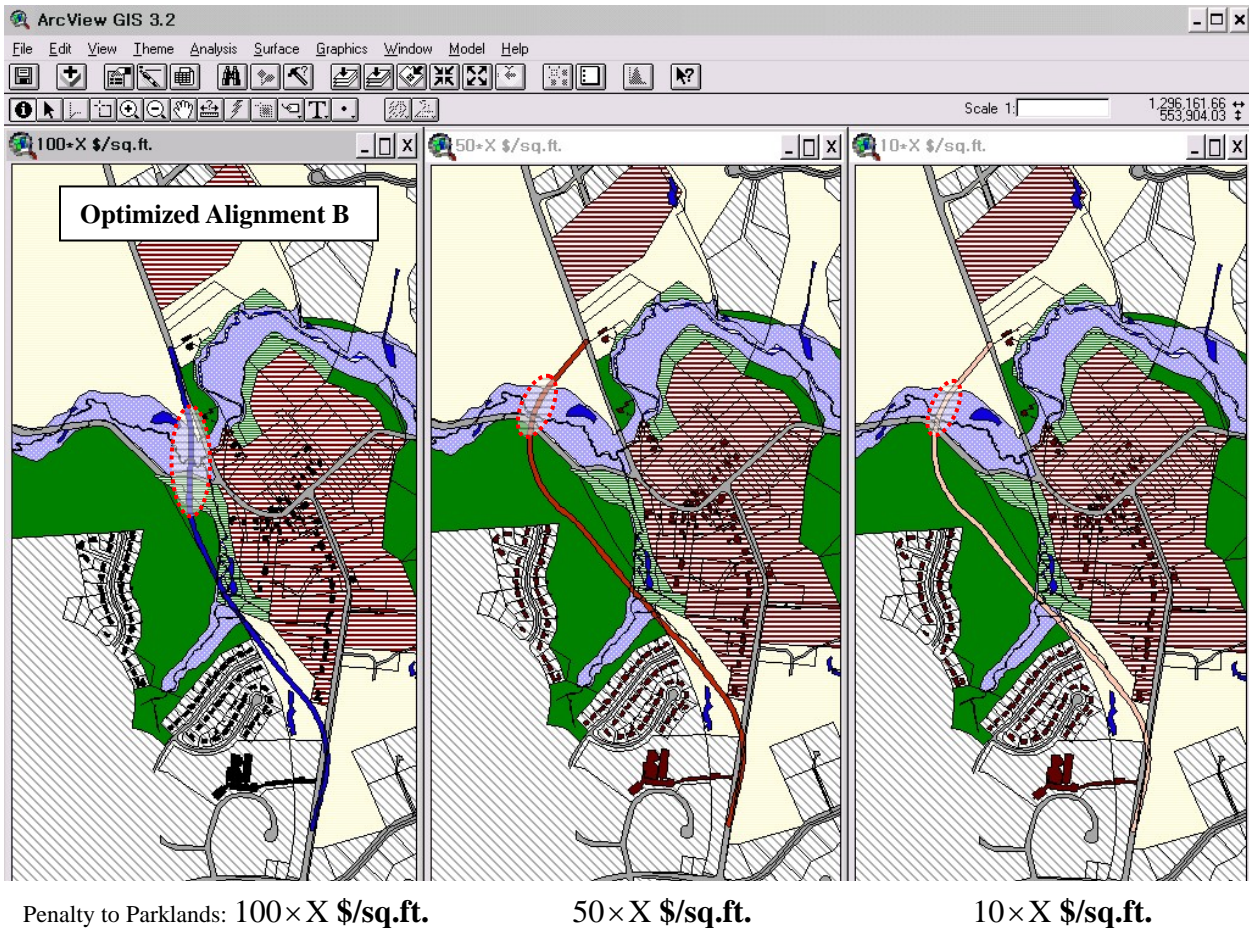 ArcView GIS 3.2
File Edit View Theme Analysis Surface Graphics Window Model Help
Scale 1: 1,296,161.66
553,904.03
100*X $/sq.ft.
50*X $/sq.ft.
10*X $/sq.ft.
Optimized Alignment B
Penalty to Parklands: 100×X $/sq.ft. 50×X $/sq.ft. 10×X $/sq.ft.